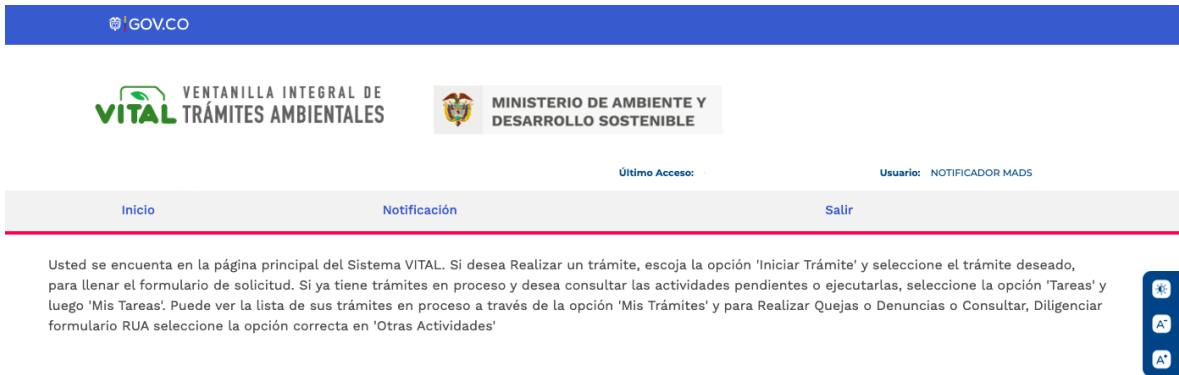 GOV.CO
VITAL
VENTANILLA INTEGRAL DE
TRÁMITES AMBIENTALES
MINISTERIO DE AMBIENTE Y
DESARROLLO SOSTENIBLE
Último Acceso:
Usuario: NOTIFICADOR MADS
Inicio Notificación Salir
Usted se encuenta en la página principal del Sistema VITAL. Si desea Realizar un trámite, escoja la opción 'Iniciar Trámite' y seleccione el trámite deseado,
para llenar el formulario de solicitud. Si ya tiene trámites en proceso y desea consultar las actividades pendientes o ejecutarlas, seleccione la opción 'Tareas' y
luego 'Mis Tareas'. Puede ver la lista de sus trámites en proceso a través de la opción 'Mis Trámites' y para Realizar Quejas o Denuncias o Consultar, Diligenciar
formulario RUA seleccione la opción correcta en 'Otras Actividades'
A-
A+